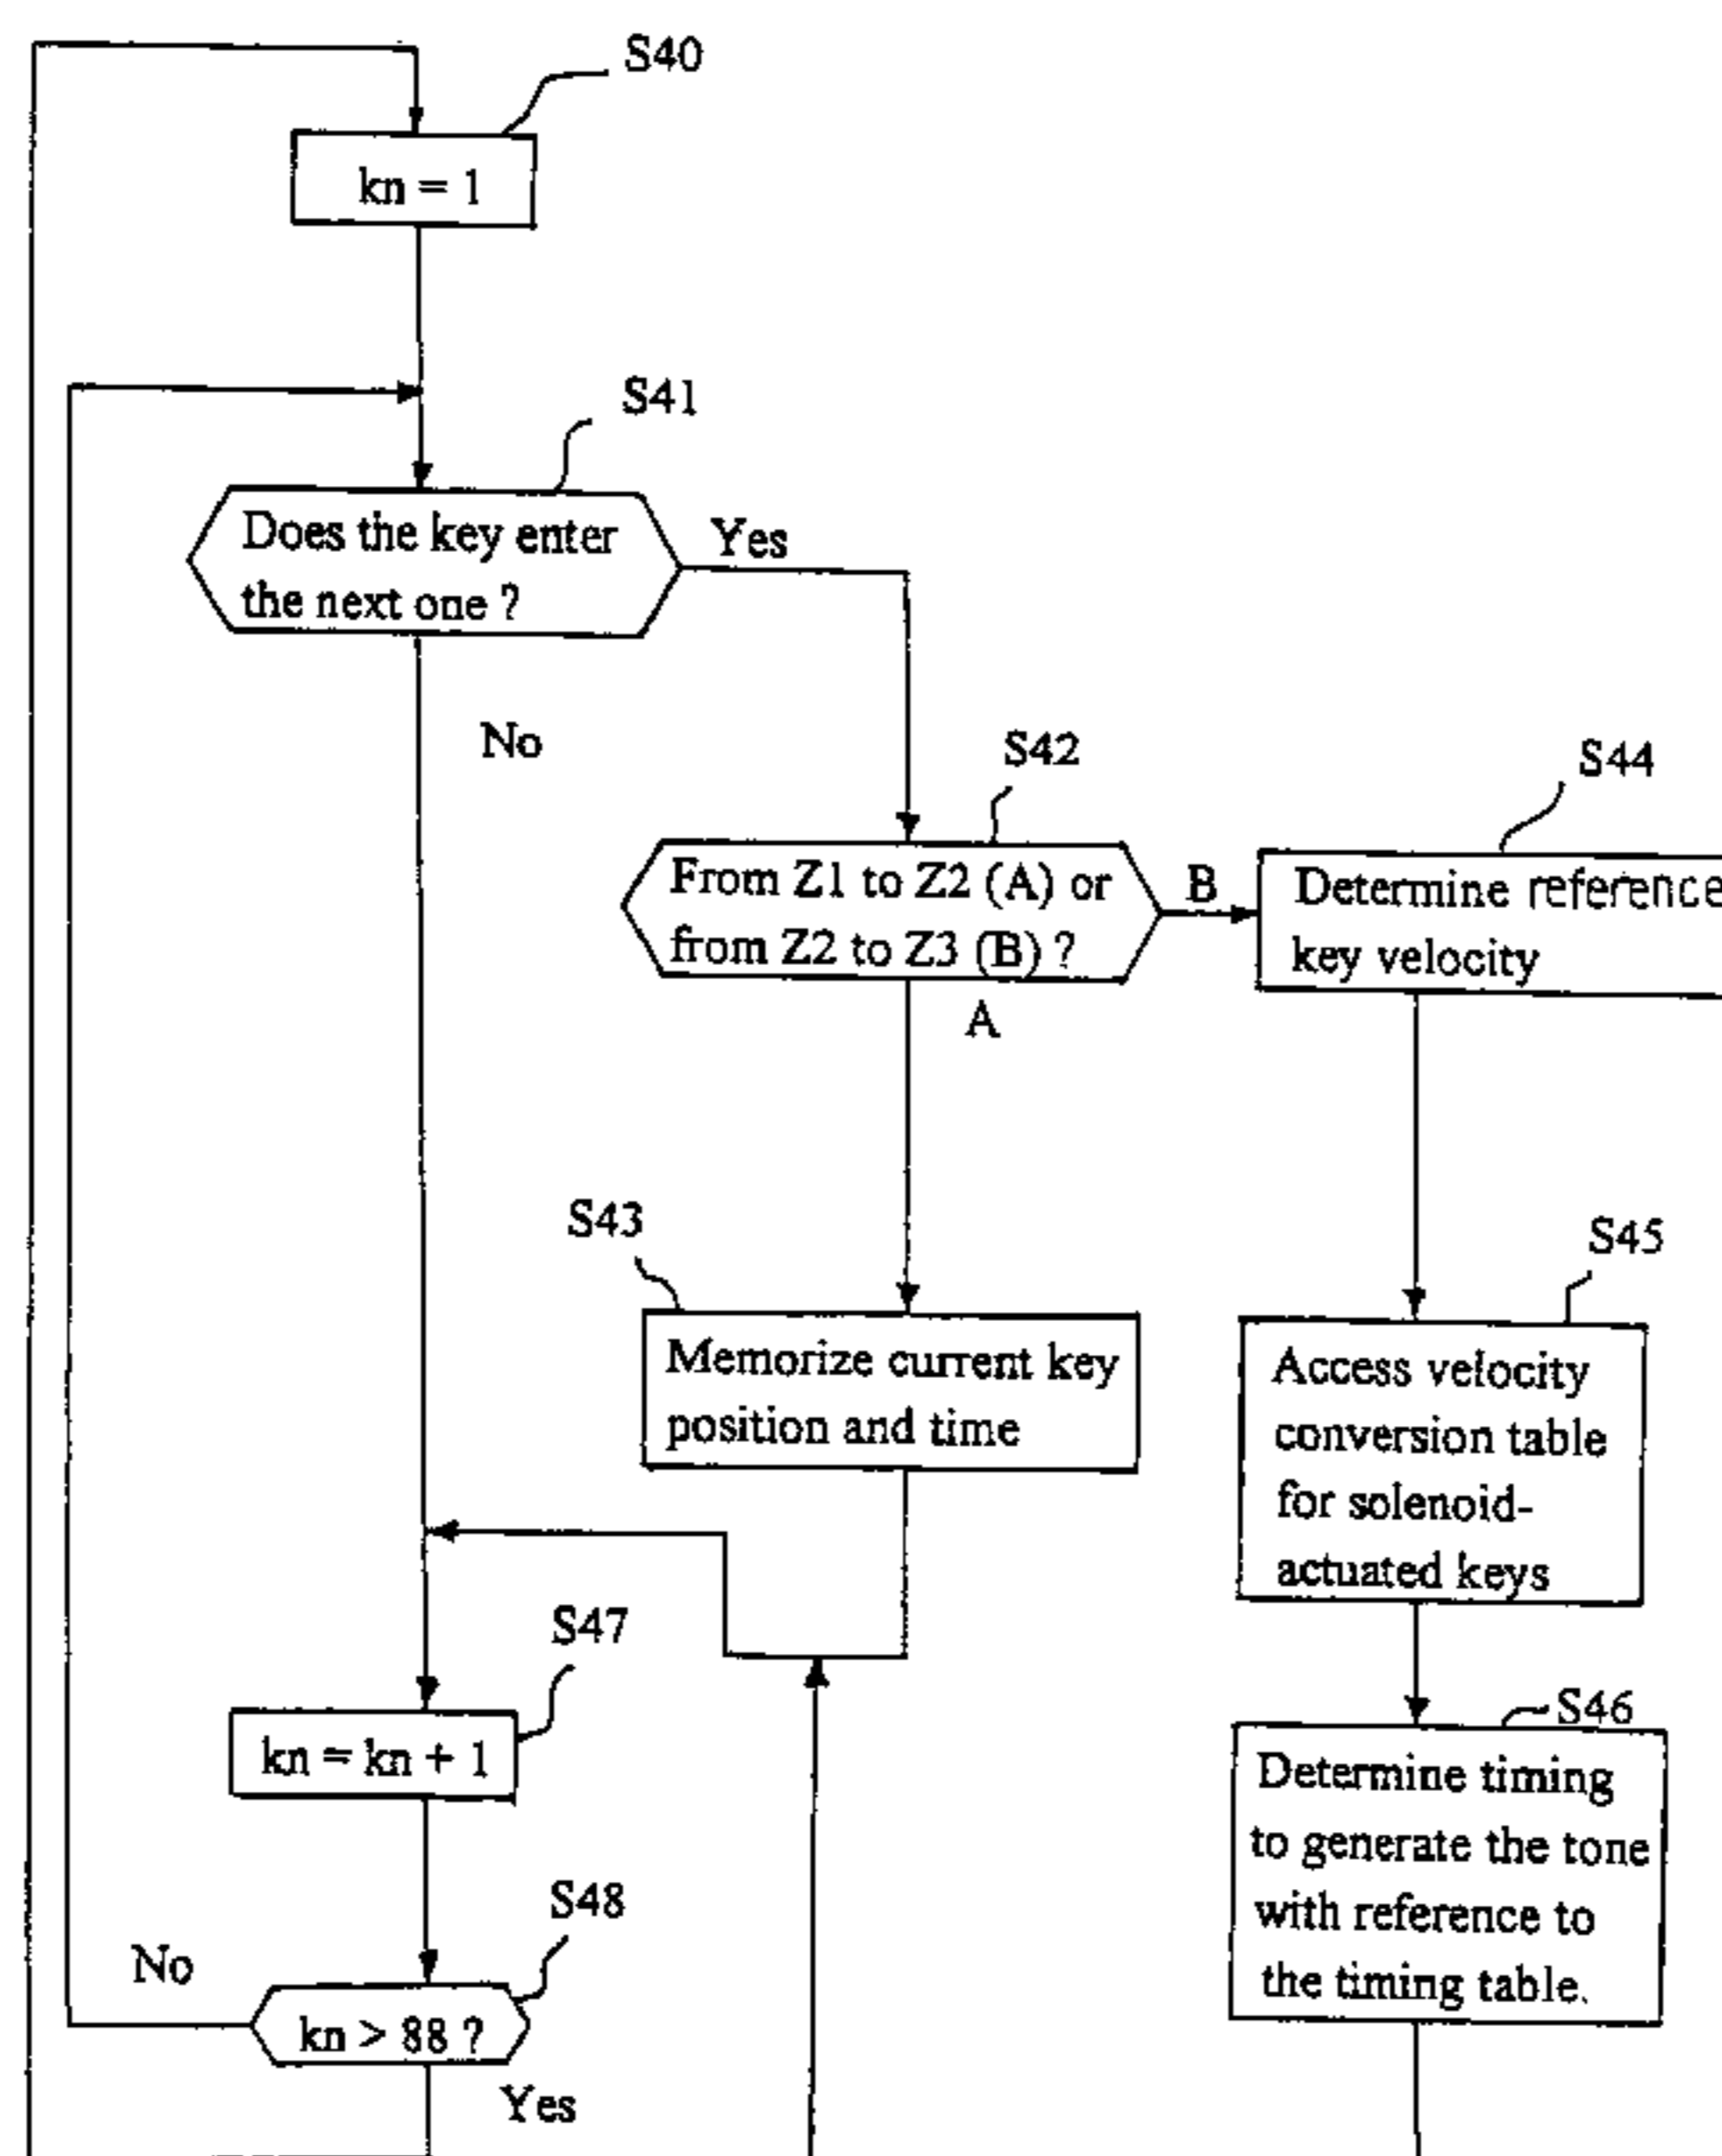 S40
kn = 1
S41
Does the key enter
the next one ?
Yes
No
S42
From Z1 to Z2 (A) or
from Z2 to Z3 (B) ?
B
A
S44
Determine reference
key velocity
S43
Memorize current key
position and time
S45
Access velocity
conversion table
for solenoid-
actuated keys
S47
kn = kn + 1
S46
Determine timing
to generate the tone
with reference to
the timing table.
S48
kn > 88 ?
No
Yes